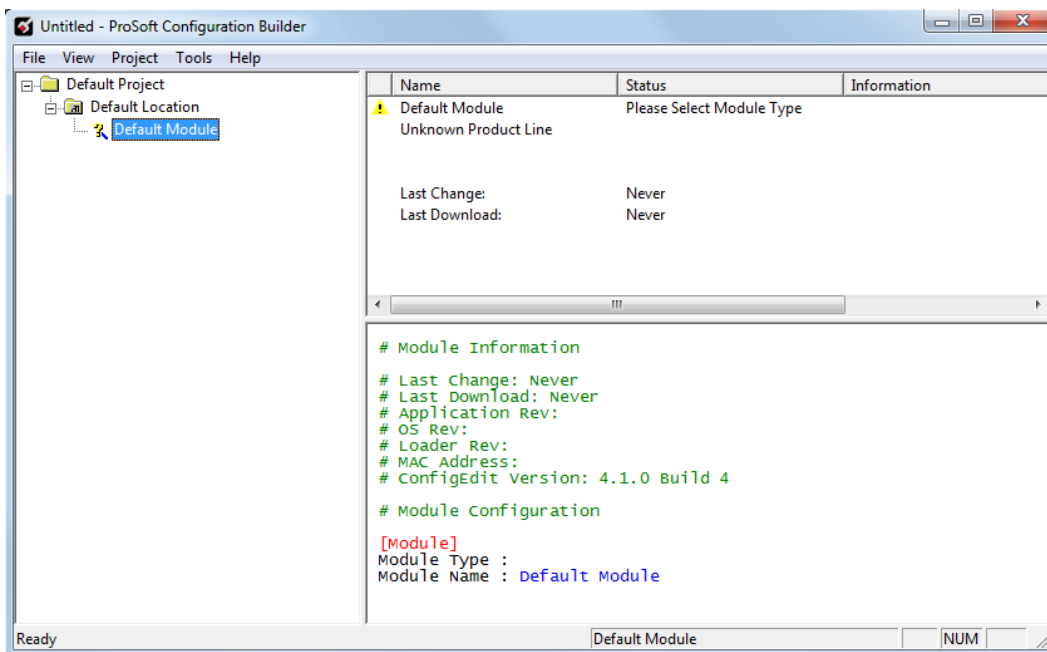 Untitled - ProSoft Configuration Builder
File View Project Tools Help
Default Project
Default Location
Default Module
Name Status Information
Default Module Please Select Module Type
Unknown Product Line
Last Change: Never
Last Download: Never
# Module Information
# Last Change: Never
# Last Download: Never
# Application Rev:
# OS Rev:
# Loader Rev:
# MAC Address:
# ConfigEdit Version: 4.1.0 Build 4
# Module Configuration
[Module]
Module Type :
Module Name : Default Module
Ready Default Module NUM